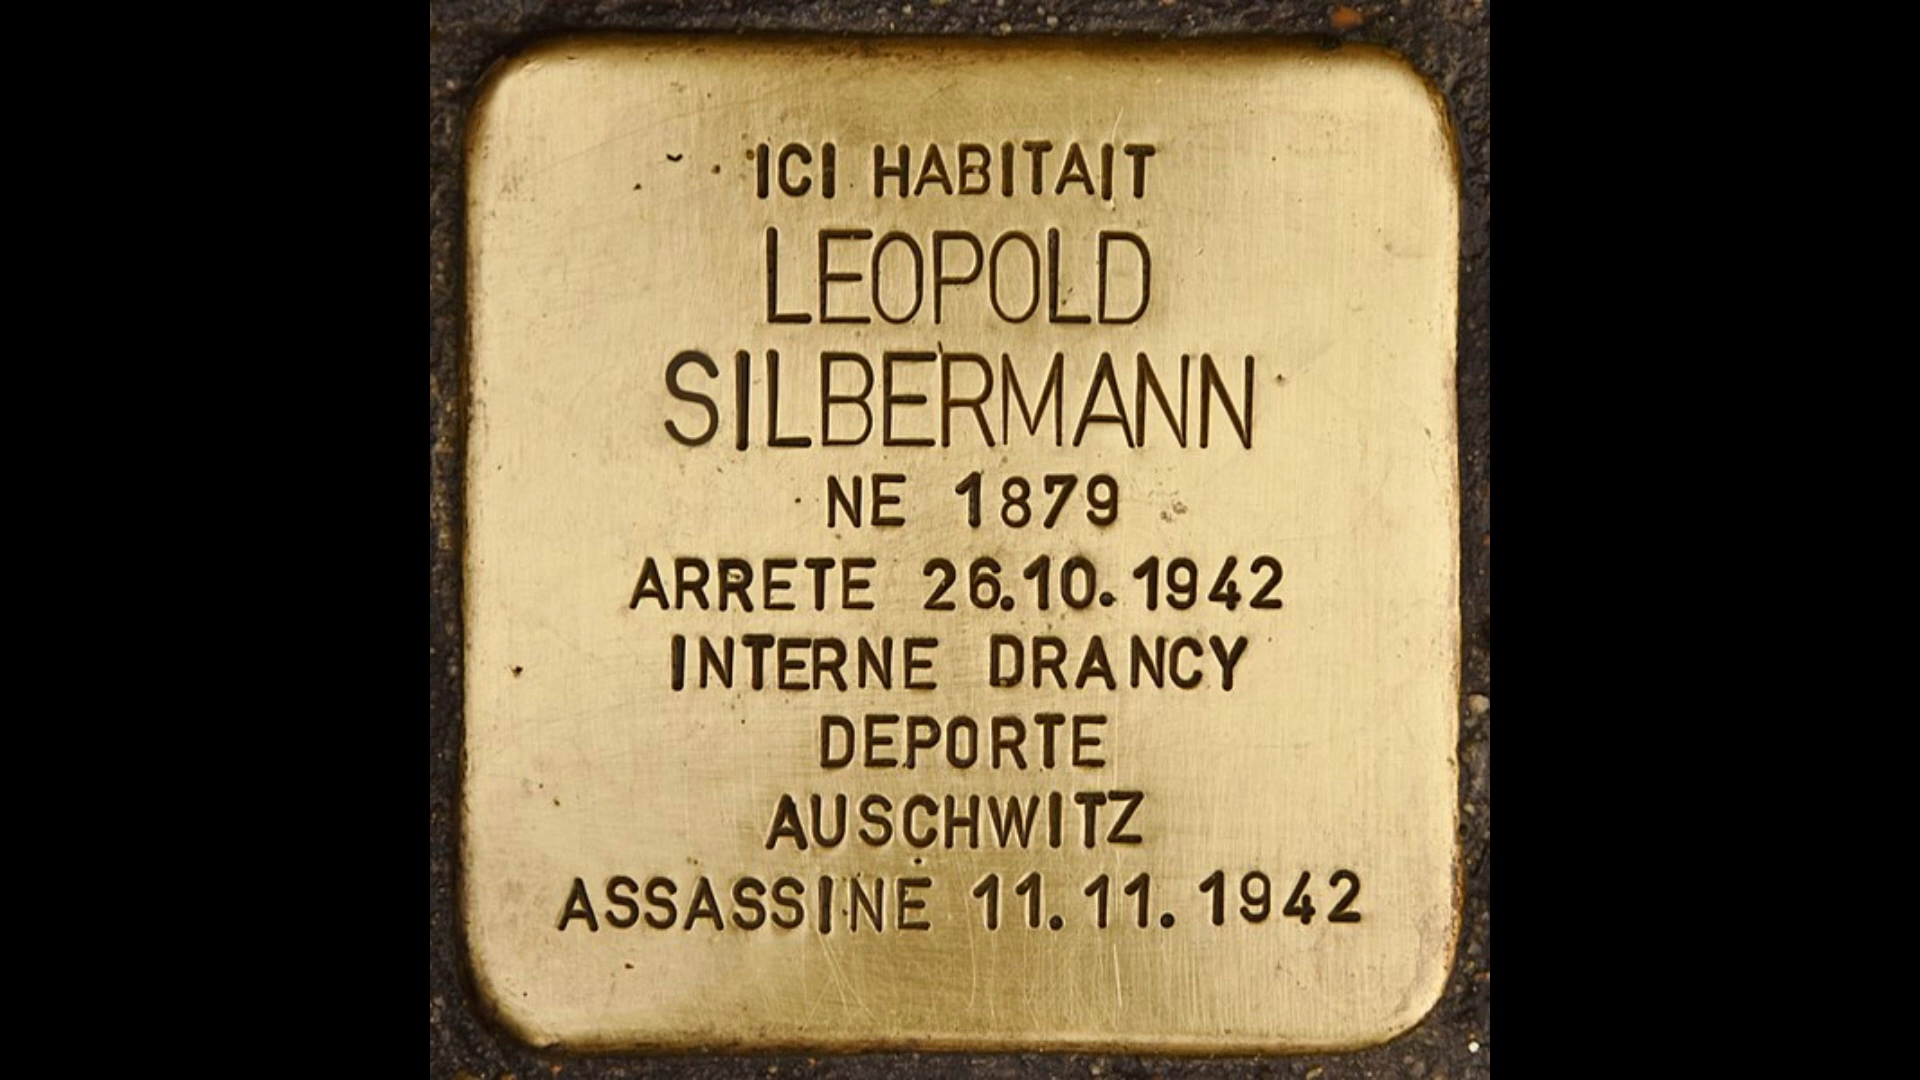 ICI HABITAIT
LEOPOLD
SILBERMANN
NE 1879
ARRETE 26.10.1942
INTERNE DRANCY
DEPORTE
AUSCHWITZ
ASSASSINE 11.11.1942